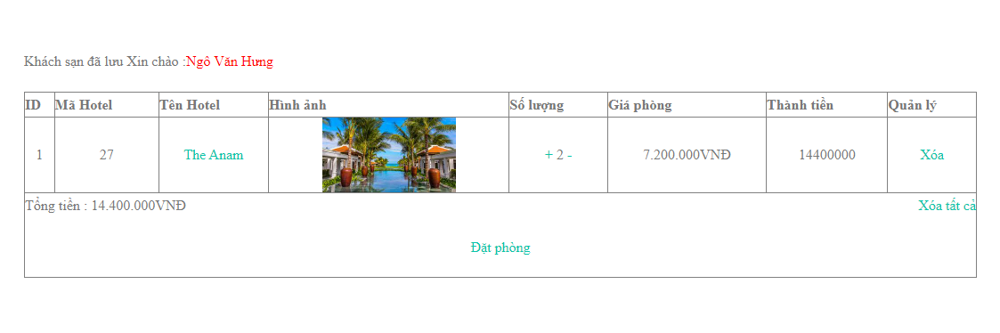 Khách sạn đã lưu Xin chào :Ngô Văn Hưng
ID Mã Hotel Tên Hotel Hình ảnh Số lượng Giá phòng Thành tiền Quản lý
1 27 The Anam + 2 - 7.200.000VNĐ 14400000 Xóa
Tổng tiền : 14.400.000VNĐ Xóa tất cả
Đặt phòng